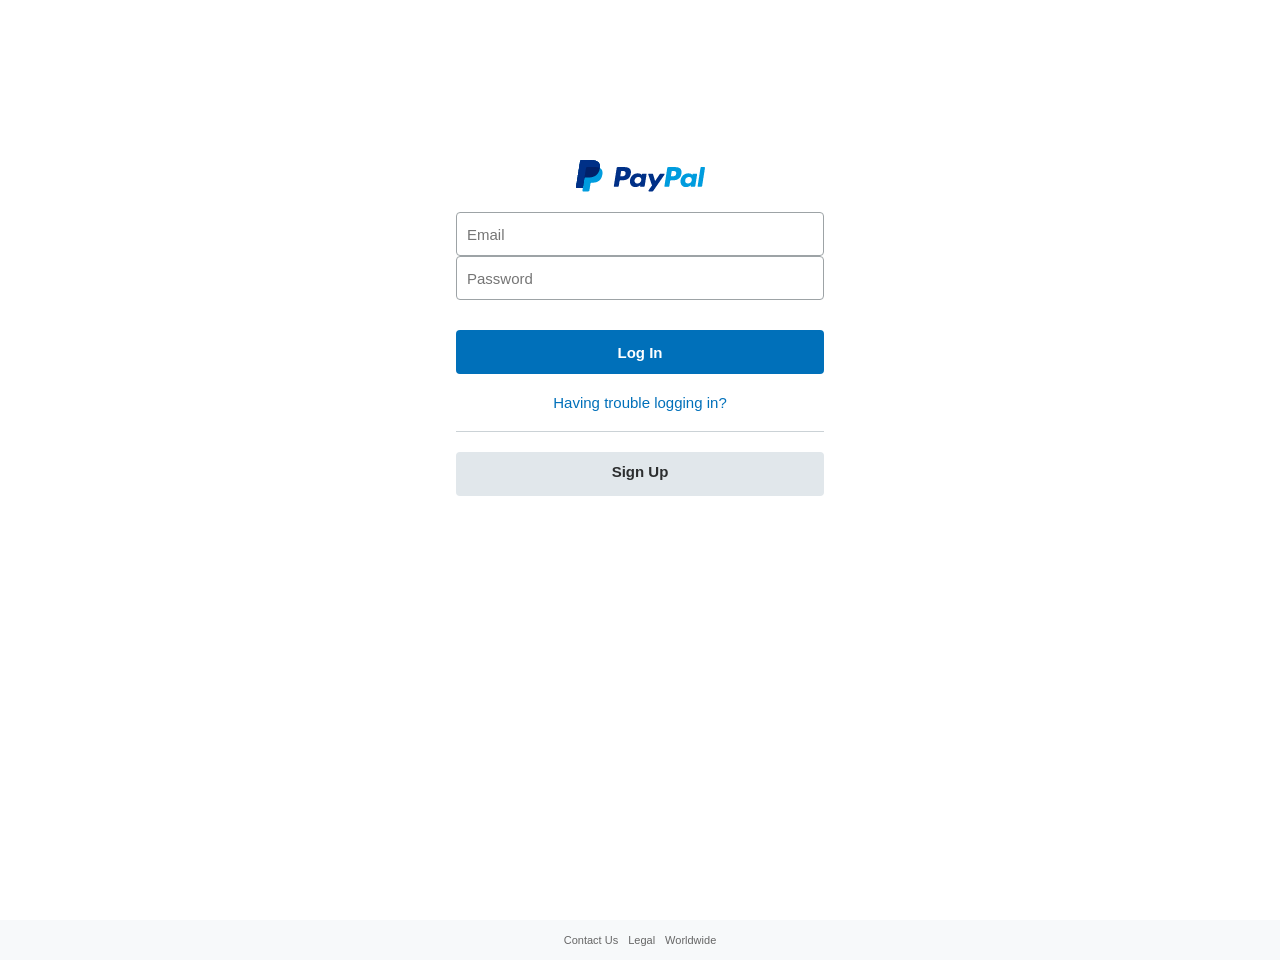 PayPal
Email
Password
Log In
Having trouble logging in?
Sign Up
Contact Us Legal Worldwide